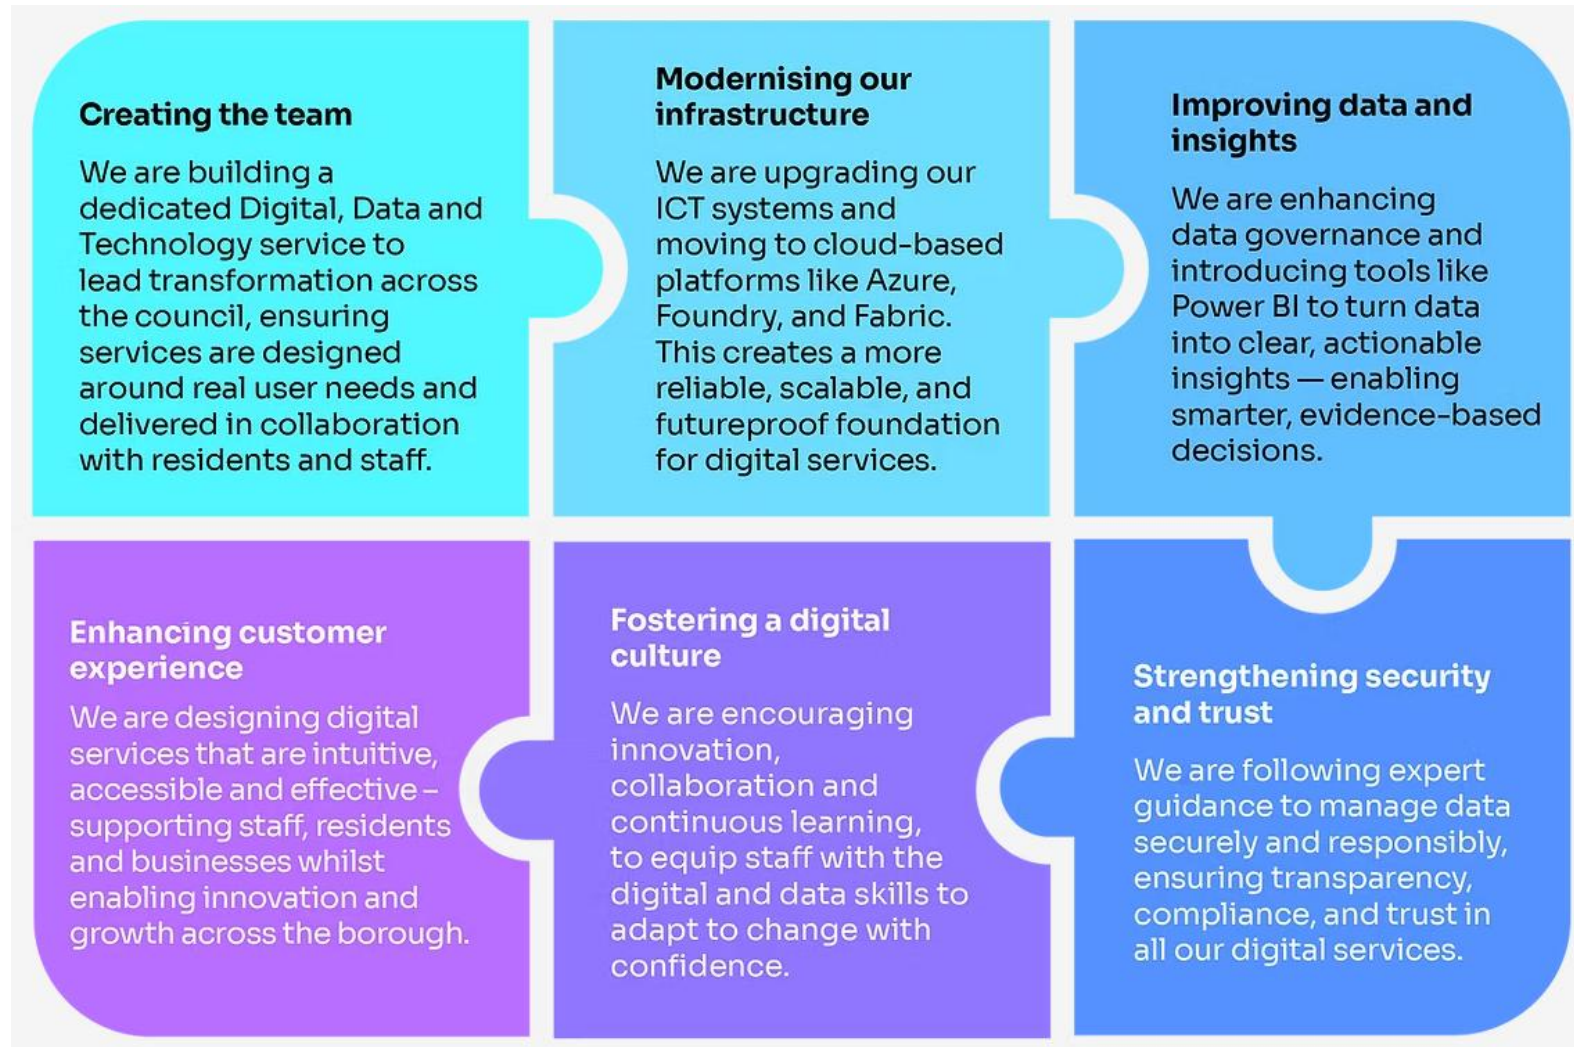 Creating the team
We are building a
dedicated Digital, Data and
Technology service to
lead transformation across
the council, ensuring
services are designed
around real user needs and
delivered in collaboration
with residents and staff.
Modernising our
infrastructure
We are upgrading our
ICT systems and
moving to cloud-based
platforms like Azure,
Foundry, and Fabric.
This creates a more
reliable, scalable, and
futureproof foundation
for digital services.
Improving data and
insights
We are enhancing
data governance and
introducing tools like
Power BI to turn data
into clear, actionable
insights — enabling
smarter, evidence-based
decisions.
Enhancing customer
experience
We are designing digital
services that are intuitive,
accessible and effective –
supporting staff, residents
and businesses whilst
enabling innovation and
growth across the borough.
Fostering a digital
culture
We are encouraging
innovation,
collaboration and
continuous learning,
to equip staff with the
digital and data skills to
adapt to change with
confidence.
Strengthening security
and trust
We are following expert
guidance to manage data
securely and responsibly,
ensuring transparency,
compliance, and trust in
all our digital services.